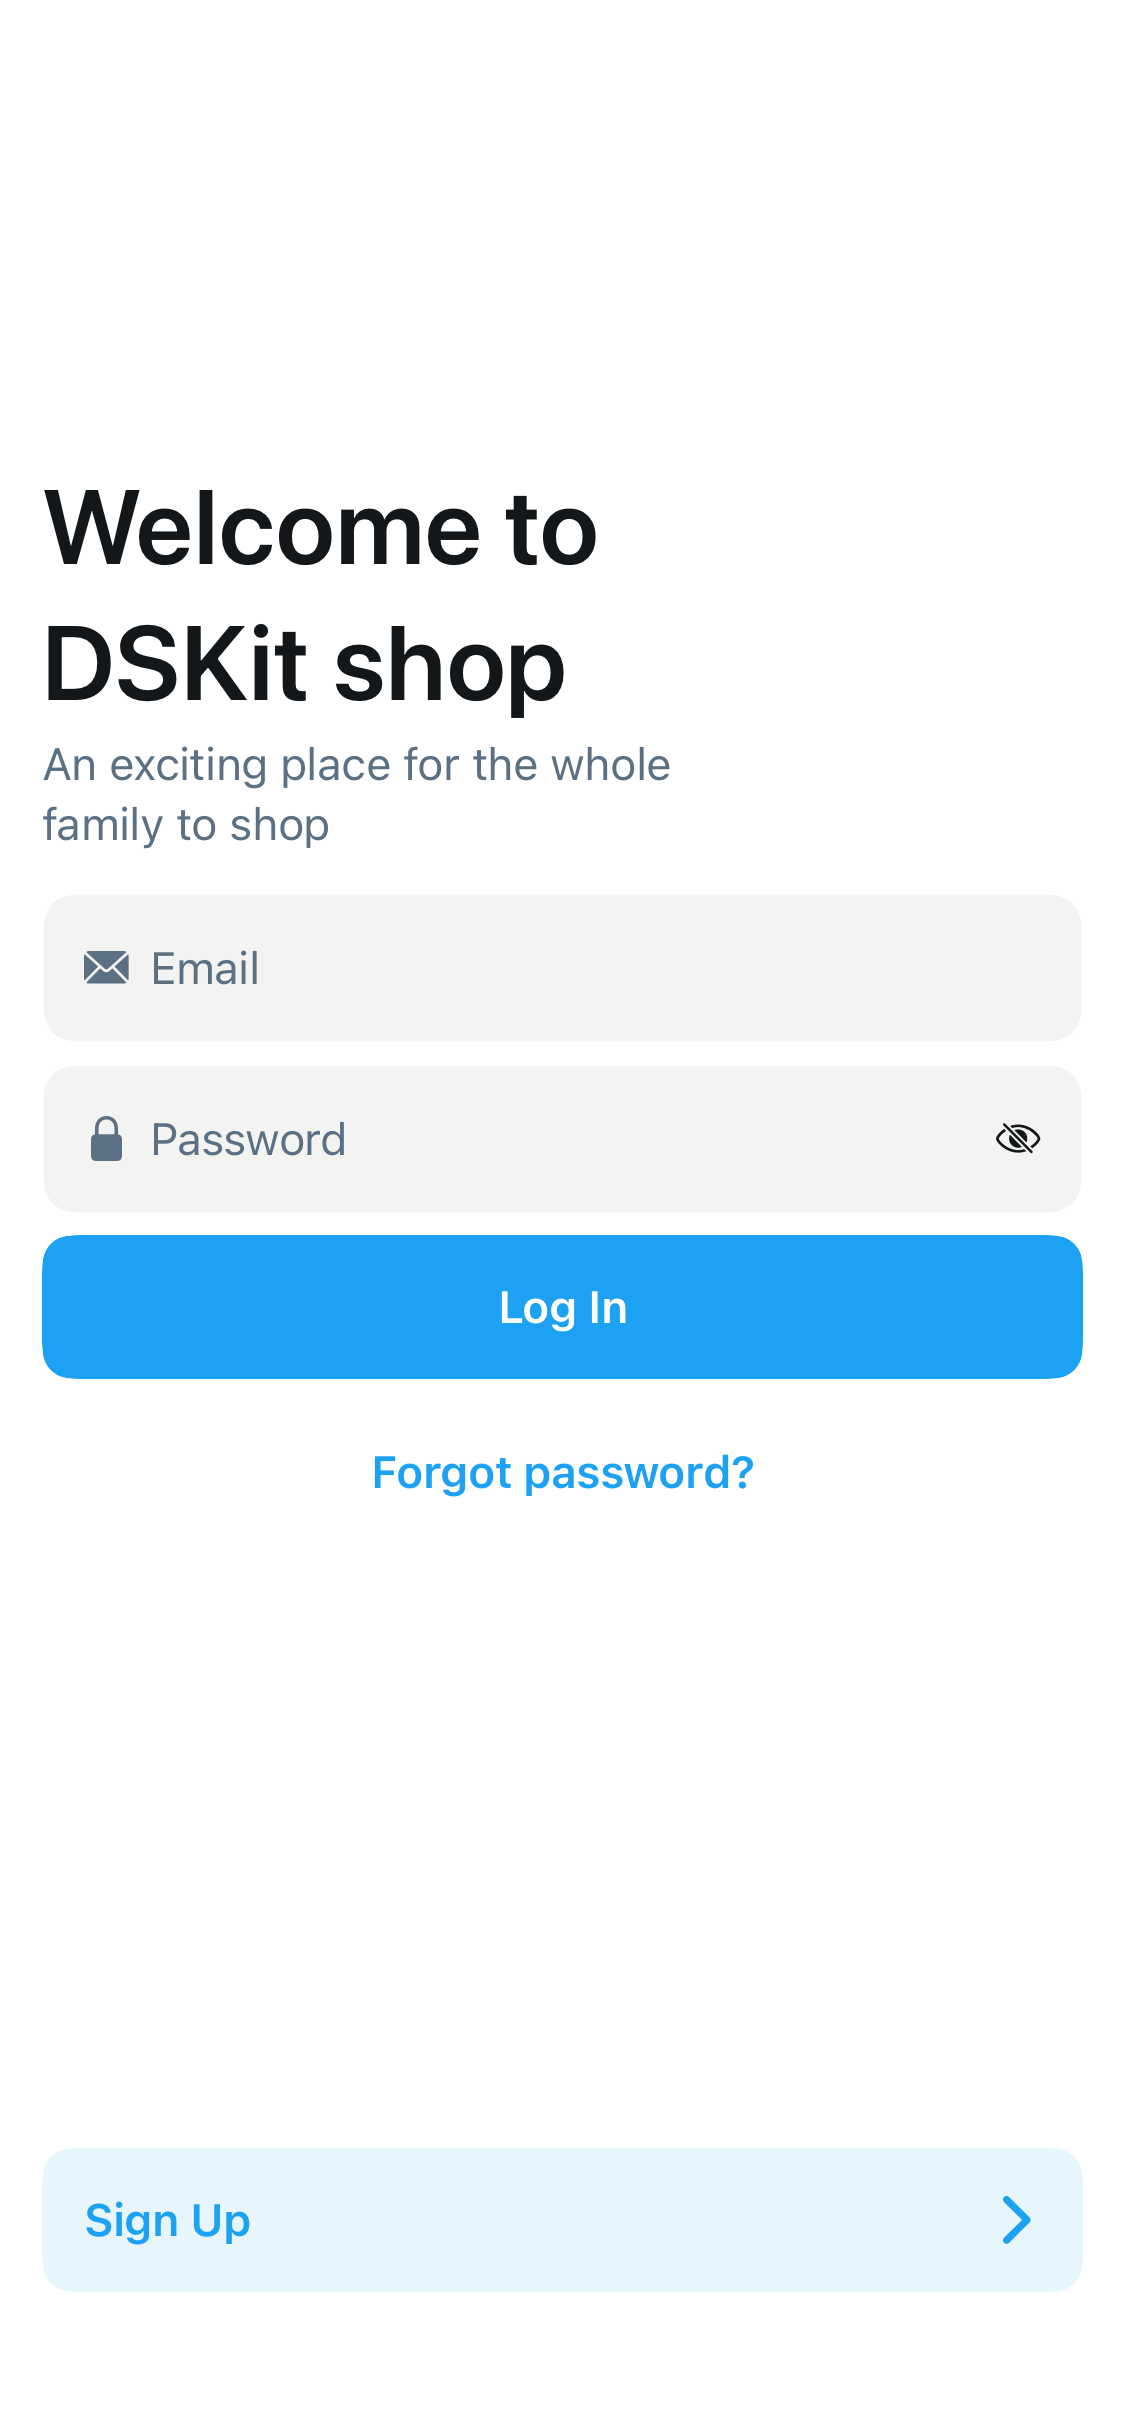 Welcome to
DSKit shop
An exciting place for the whole
family to shop
Email
Password
Log In
Forgot password?
Sign Up